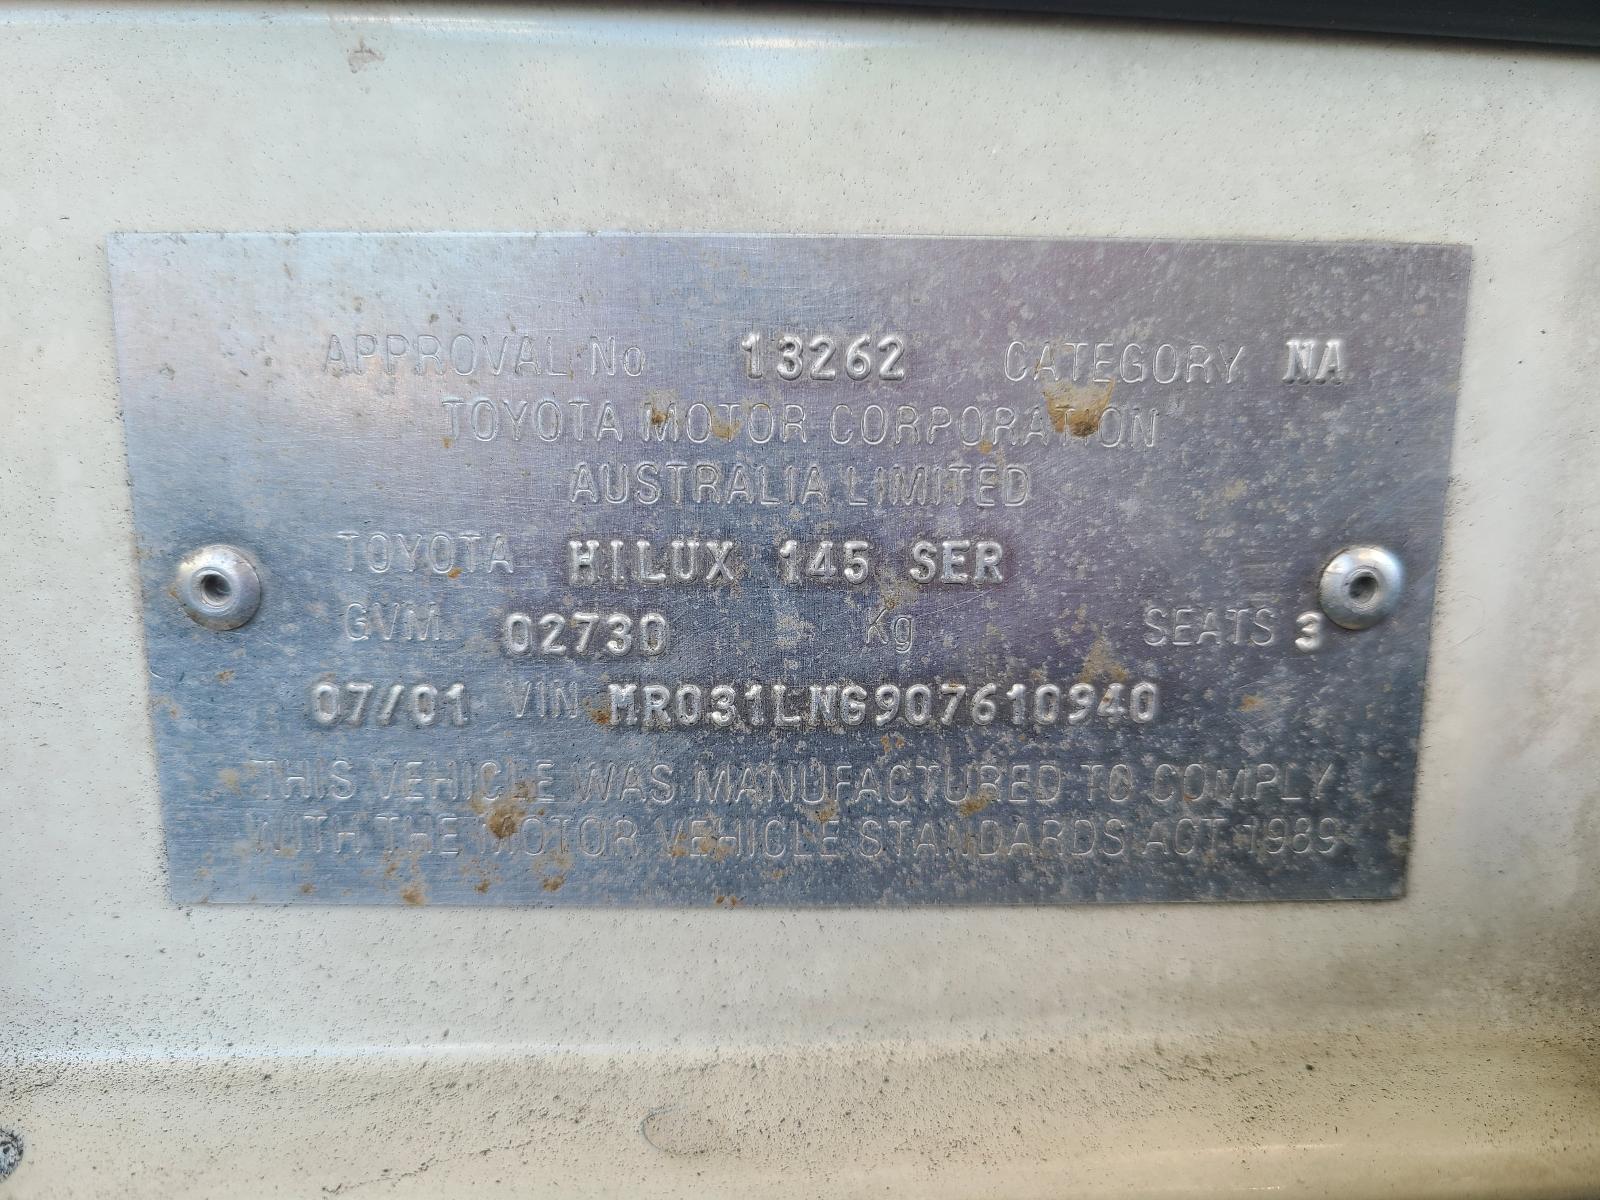 APPROVAL No 13262 CATEGORY NA
TOYOTA MOTOR CORPORATION
AUSTRALIA LIMITED
TOYOTA HILUX 145 SER
GVM 02730 Kg SEATS 3
07/01 VIN MR031LNG907610940
THIS VEHICLE WAS MANUFACTURED TO COMPLY
WITH THE MOTOR VEHICLE STANDARDS ACT 1989